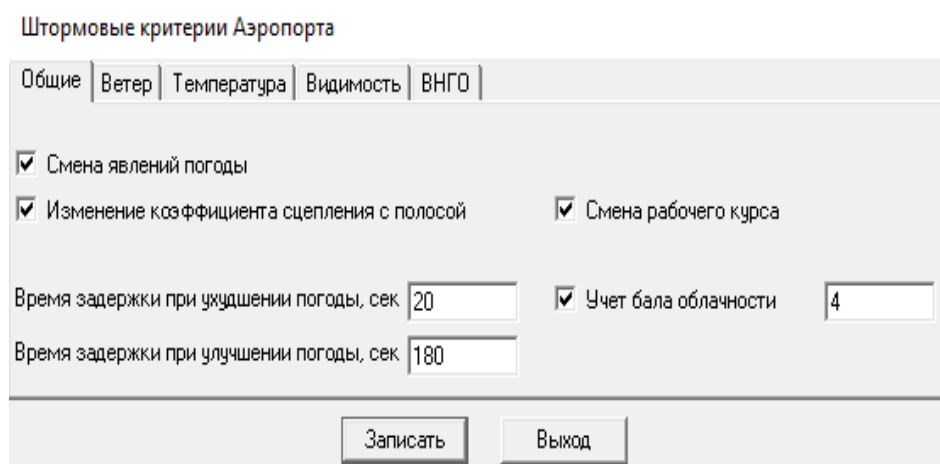 Штормовые критерии Аэропорта
Общие Ветер Температура Видимость ВНГО
Смена явлений погоды
Изменение коэффициента сцепления с полосой Смена рабочего курса
Время задержки при ухудшении погоды, сек 20 Учет бала облачности 4
Время задержки при улучшении погоды, сек 180
Записать Выход